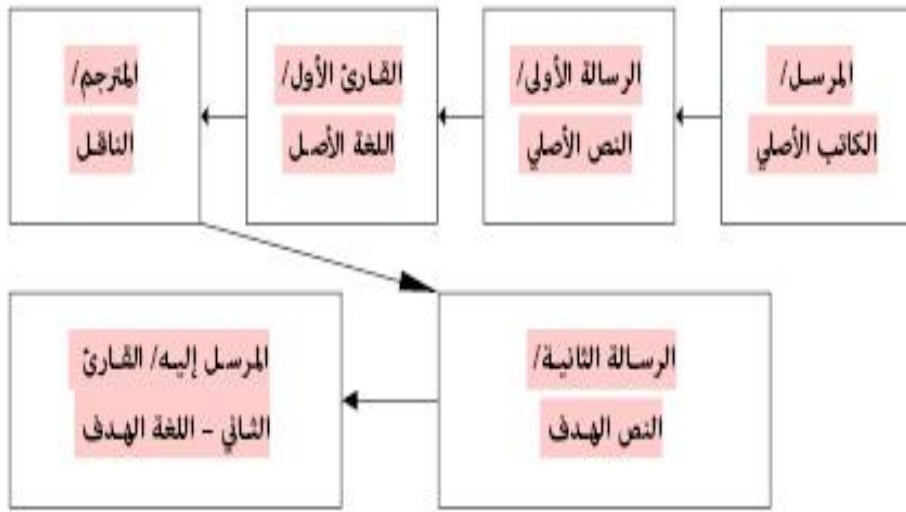 المرسل/
الكاتب الأصلي
الرسالة الأولى/
النص الأصلي
القارئ الأول/
اللغة الأصل
المترجم/
الناقل
الرسالة الثانية/
النص الهدف
المرسل إليه/ القارئ
الثاني – اللغة الهدف